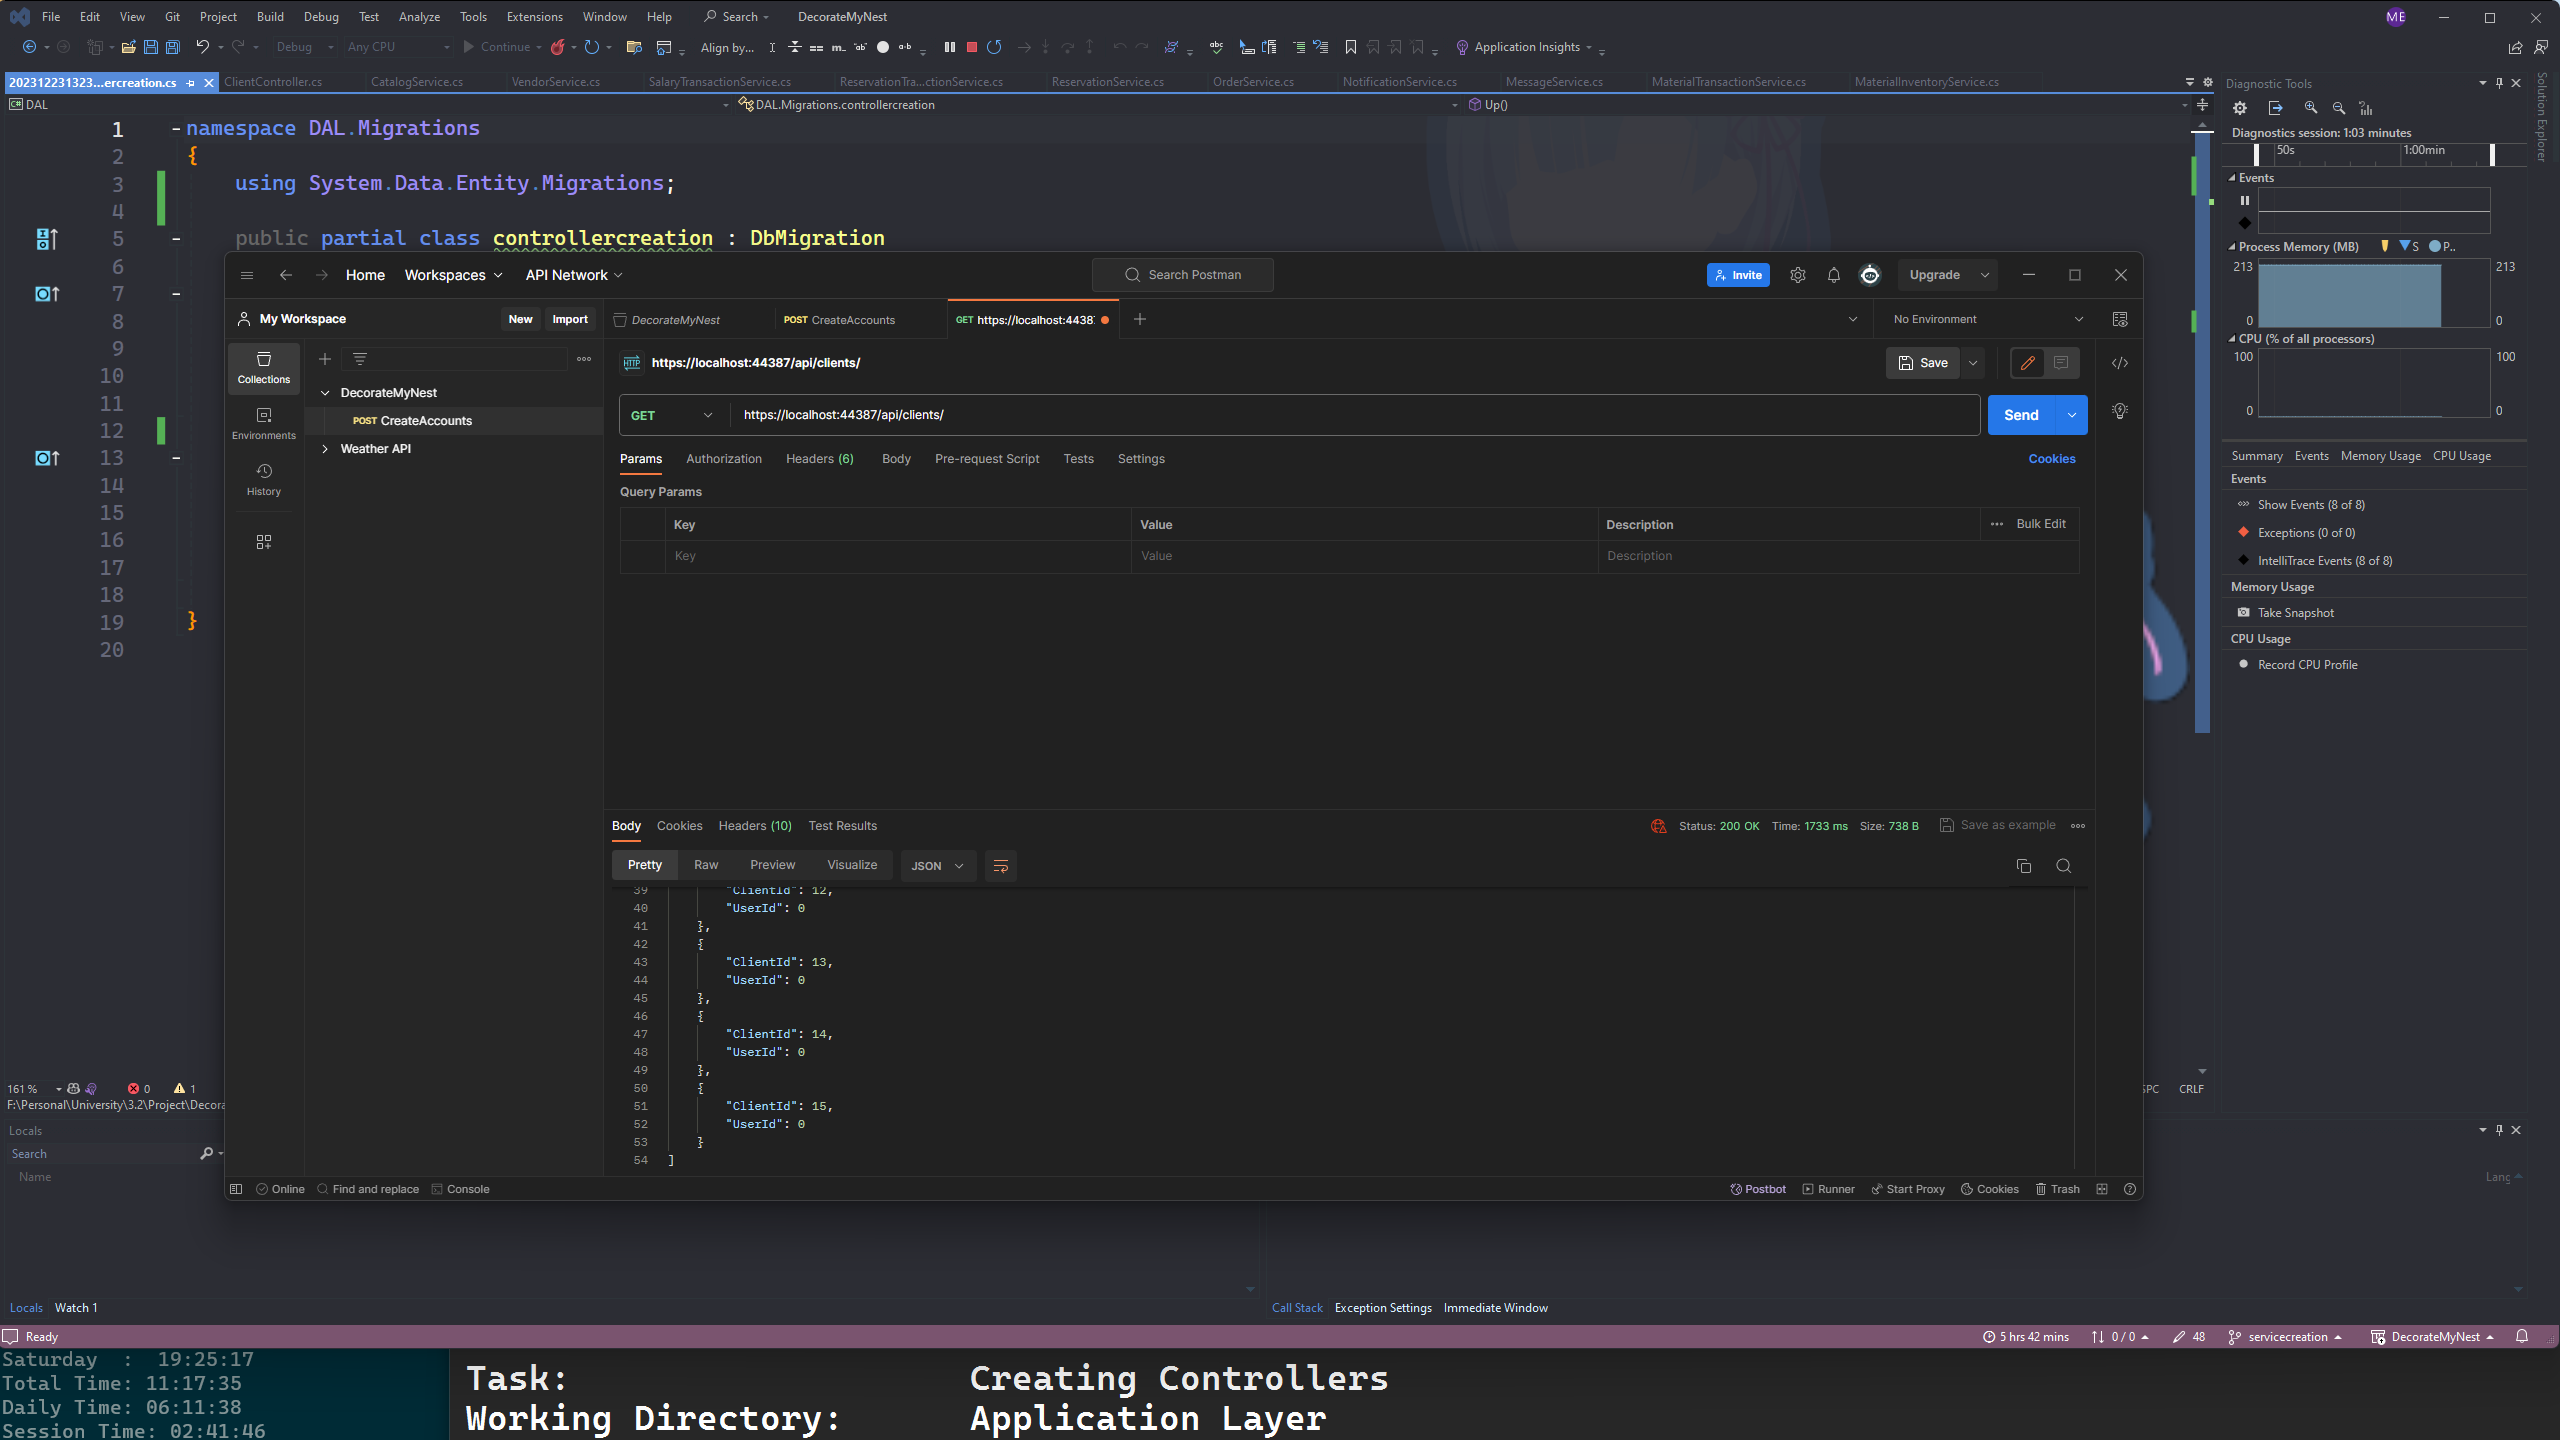 File Edit View Git Project Build Debug Test Analyze Tools Extensions Window Help Search DecorateMyNest ME
Debug Any CPU Continue Align by... Application Insights
202312231323...ercreation.cs ClientController.cs CatalogService.cs VendorService.cs SalaryTransactionService.cs ReservationTra...ctionService.cs ReservationService.cs OrderService.cs NotificationService.cs MessageService.cs MaterialTransactionService.cs MaterialInventoryService.cs
DAL DAL.Migrations.controllercreation Up()
1 namespace DAL.Migrations
2 {
3 using System.Data.Entity.Migrations;
4
5 public partial class controllercreation : DbMigration
6
7
8
9
10
11
12
13
14
15
16
17
18
19 }
20
Home Workspaces API Network Search Postman Invite Upgrade
My Workspace New Import DecorateMyNest POST CreateAccounts GET https://localhost:4438 No Environment
Collections
Environments
History
DecorateMyNest
POST CreateAccounts
Weather API
HTTP https://localhost:44387/api/clients/ Save
GET https://localhost:44387/api/clients/ Send
Params Authorization Headers (6) Body Pre-request Script Tests Settings Cookies
Query Params
Key Value Description Bulk Edit
Key Value Description
Body Cookies Headers (10) Test Results Status: 200 OK Time: 1733 ms Size: 738 B Save as example
Pretty Raw Preview Visualize JSON
39 "ClientId": 12,
40 "UserId": 0
41 },
42 {
43 "ClientId": 13,
44 "UserId": 0
45 },
46 {
47 "ClientId": 14,
48 "UserId": 0
49 },
50 {
51 "ClientId": 15,
52 "UserId": 0
53 }
54 ]
Online Find and replace Console Postbot Runner Start Proxy Cookies Trash
Diagnostic Tools
Diagnostics session: 1:03 minutes
50s 1:00min
Events
Process Memory (MB) S P..
213 213
0 0
CPU (% of all processors)
100 100
0 0
Summary Events Memory Usage CPU Usage
Events
Show Events (8 of 8)
Exceptions (0 of 0)
IntelliTrace Events (8 of 8)
Memory Usage
Take Snapshot
CPU Usage
Record CPU Profile
Solution Explorer
161 % 0 1 SPC CRLF
F:\Personal\University\3.2\Project\Decora
Locals
Search
Name Lang
Locals Watch 1 Call Stack Exception Settings Immediate Window
Ready 5 hrs 42 mins 0 / 0 48 servicecreation DecorateMyNest
Saturday : 19:25:17
Total Time: 11:17:35
Daily Time: 06:11:38
Session Time: 02:41:46
Task: Creating Controllers
Working Directory: Application Layer